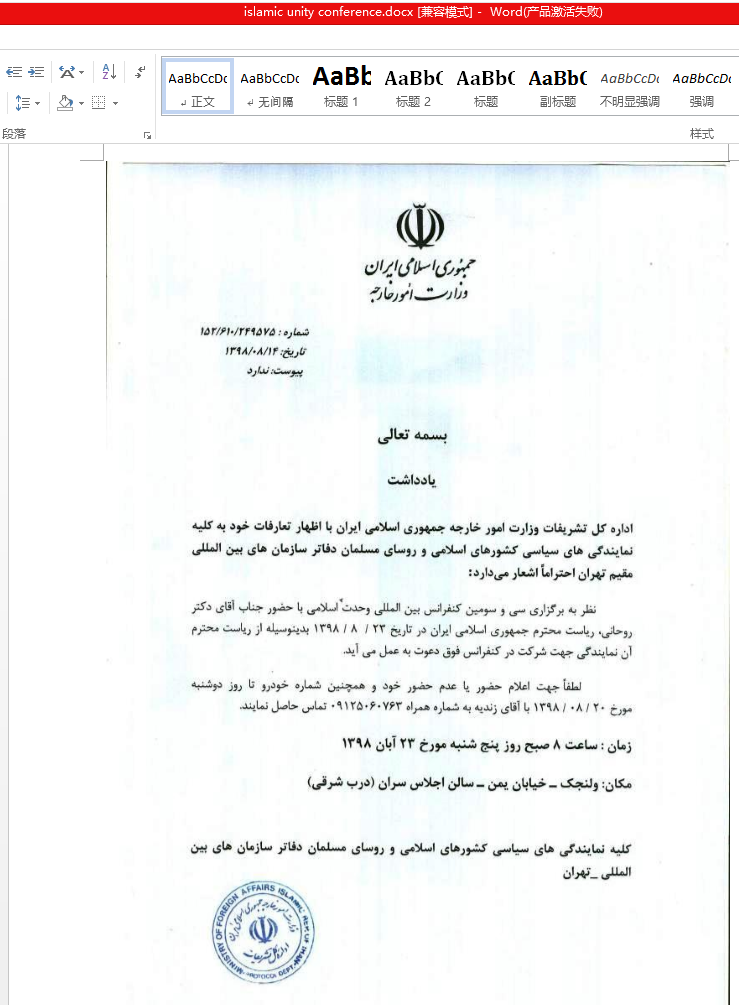 islamic unity conference.docx [兼容模式] - Word(产品激活失败)
AaBbCcDc AaBbCcDc AaBb AaBbC AaBbC AaBbC AaBbCcDc AaBbCcDc
正文 无间隔 标题 1 标题 2 标题 副标题 不明显强调 强调
段落 样式
جمهوری اسلامی ایران
وزارت امور خارجه
شماره : ۱۵۲/۶۱۰/۲۴۹۵۷۵
تاریخ: ۱۳۹۸/۰۸/۱۴
پیوست: ندارد
بسمه تعالی
یادداشت
اداره کل تشریفات وزارت امور خارجه جمهوری اسلامی ایران با اظهار تعارفات خود به کلیه
نمایندگی های سیاسی کشورهای اسلامی و روسای مسلمان دفاتر سازمان های بین المللی
مقیم تهران احتراماً اشعار می‌دارد:
نظر به برگزاری سی و سومین کنفرانس بین المللی وحدت اسلامی با حضور جناب آقای دکتر
روحانی، ریاست محترم جمهوری اسلامی ایران در تاریخ ۲۳ / ۸ / ۱۳۹۸ بدینوسیله از ریاست محترم
آن نمایندگی جهت شرکت در کنفرانس فوق دعوت به عمل می آید.
لطفاً جهت اعلام حضور یا عدم حضور خود و همچنین شماره خودرو تا روز دوشنبه
مورخ ۲۰ / ۰۸ / ۱۳۹۸ با آقای زندیه به شماره همراه ۰۹۱۲۵۰۶۰۷۶۳ تماس حاصل نمایند.
زمان : ساعت ۸ صبح روز پنج شنبه مورخ ۲۳ آبان ۱۳۹۸
مکان: ولنجک – خیابان یمن – سالن اجلاس سران (درب شرقی)
کلیه نمایندگی های سیاسی کشورهای اسلامی و روسای مسلمان دفاتر سازمان های بین
المللی _تهران
MINISTRY OF FOREIGN AFFAIRS ISLAMIC REP. OF IRAN
PROTOCOL DEPT.
وزارت امور خارجه جمهوری اسلامی ایران
اداره کل تشریفات